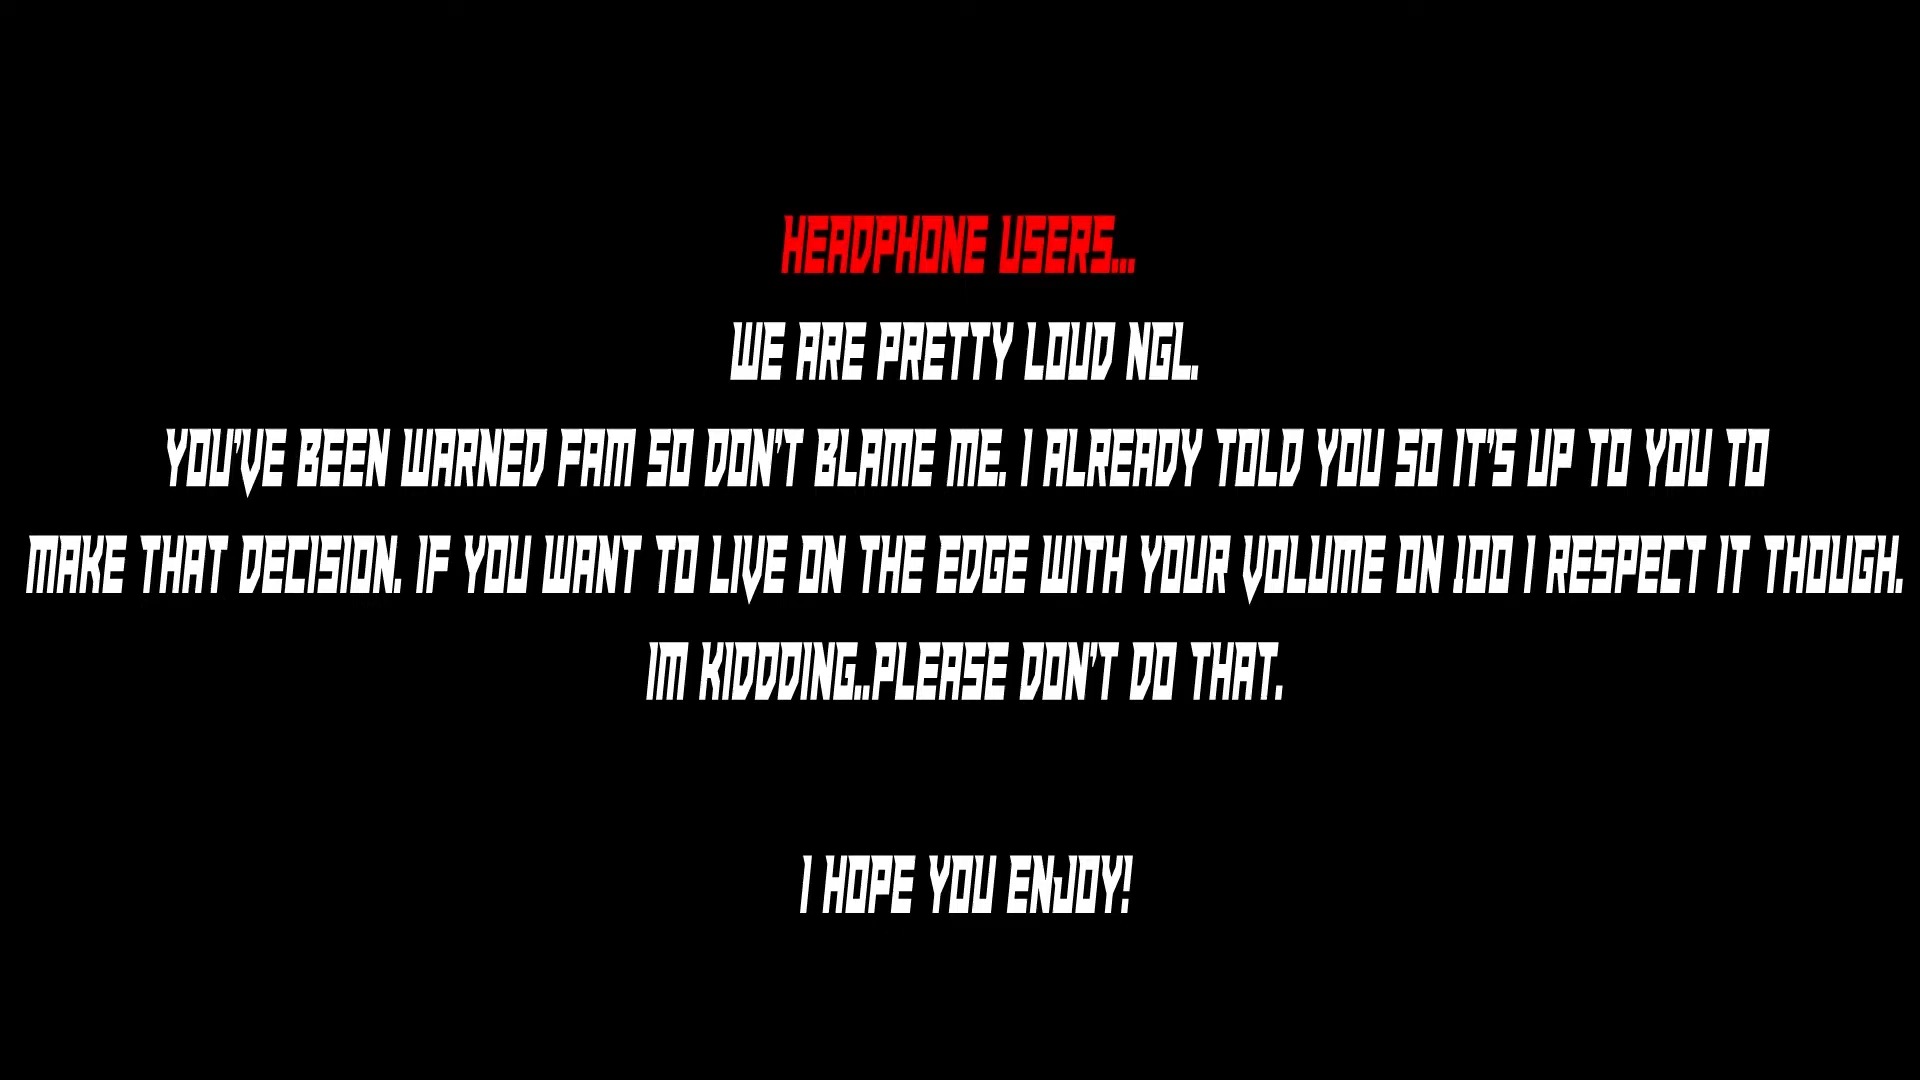 HEADPHONE USERS...
WE ARE PRETTY LOUD NGL.
YOU'VE BEEN WARNED FAM SO DON'T BLAME ME. I ALREADY TOLD YOU SO IT'S UP TO YOU TO
MAKE THAT DECISION. IF YOU WANT TO LIVE ON THE EDGE WITH YOUR VOLUME ON 100 I RESPECT IT THOUGH.
IM KIDDDING..PLEASE DON'T DO THAT.
I HOPE YOU ENJOY!